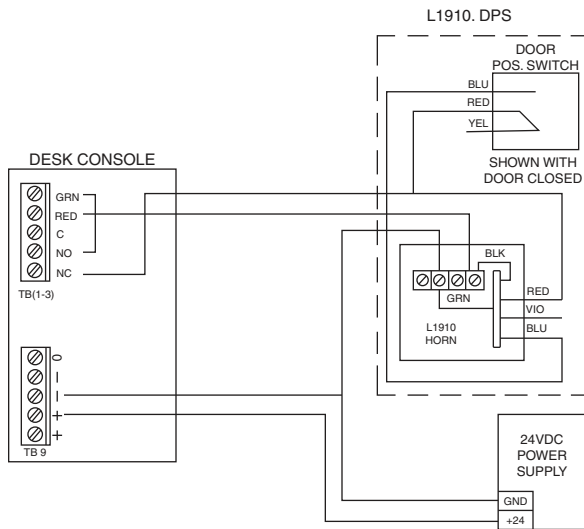 L1910. DPS
DOOR
POS. SWITCH
BLU
RED
YEL
SHOWN WITH
DOOR CLOSED
DESK CONSOLE
GRN
RED
C
NO
NC
TB(1-3)
BLK
GRN
RED
VIO
BLU
L1910
HORN
0
–
–
+
+
TB 9
24VDC
POWER
SUPPLY
GND
+24